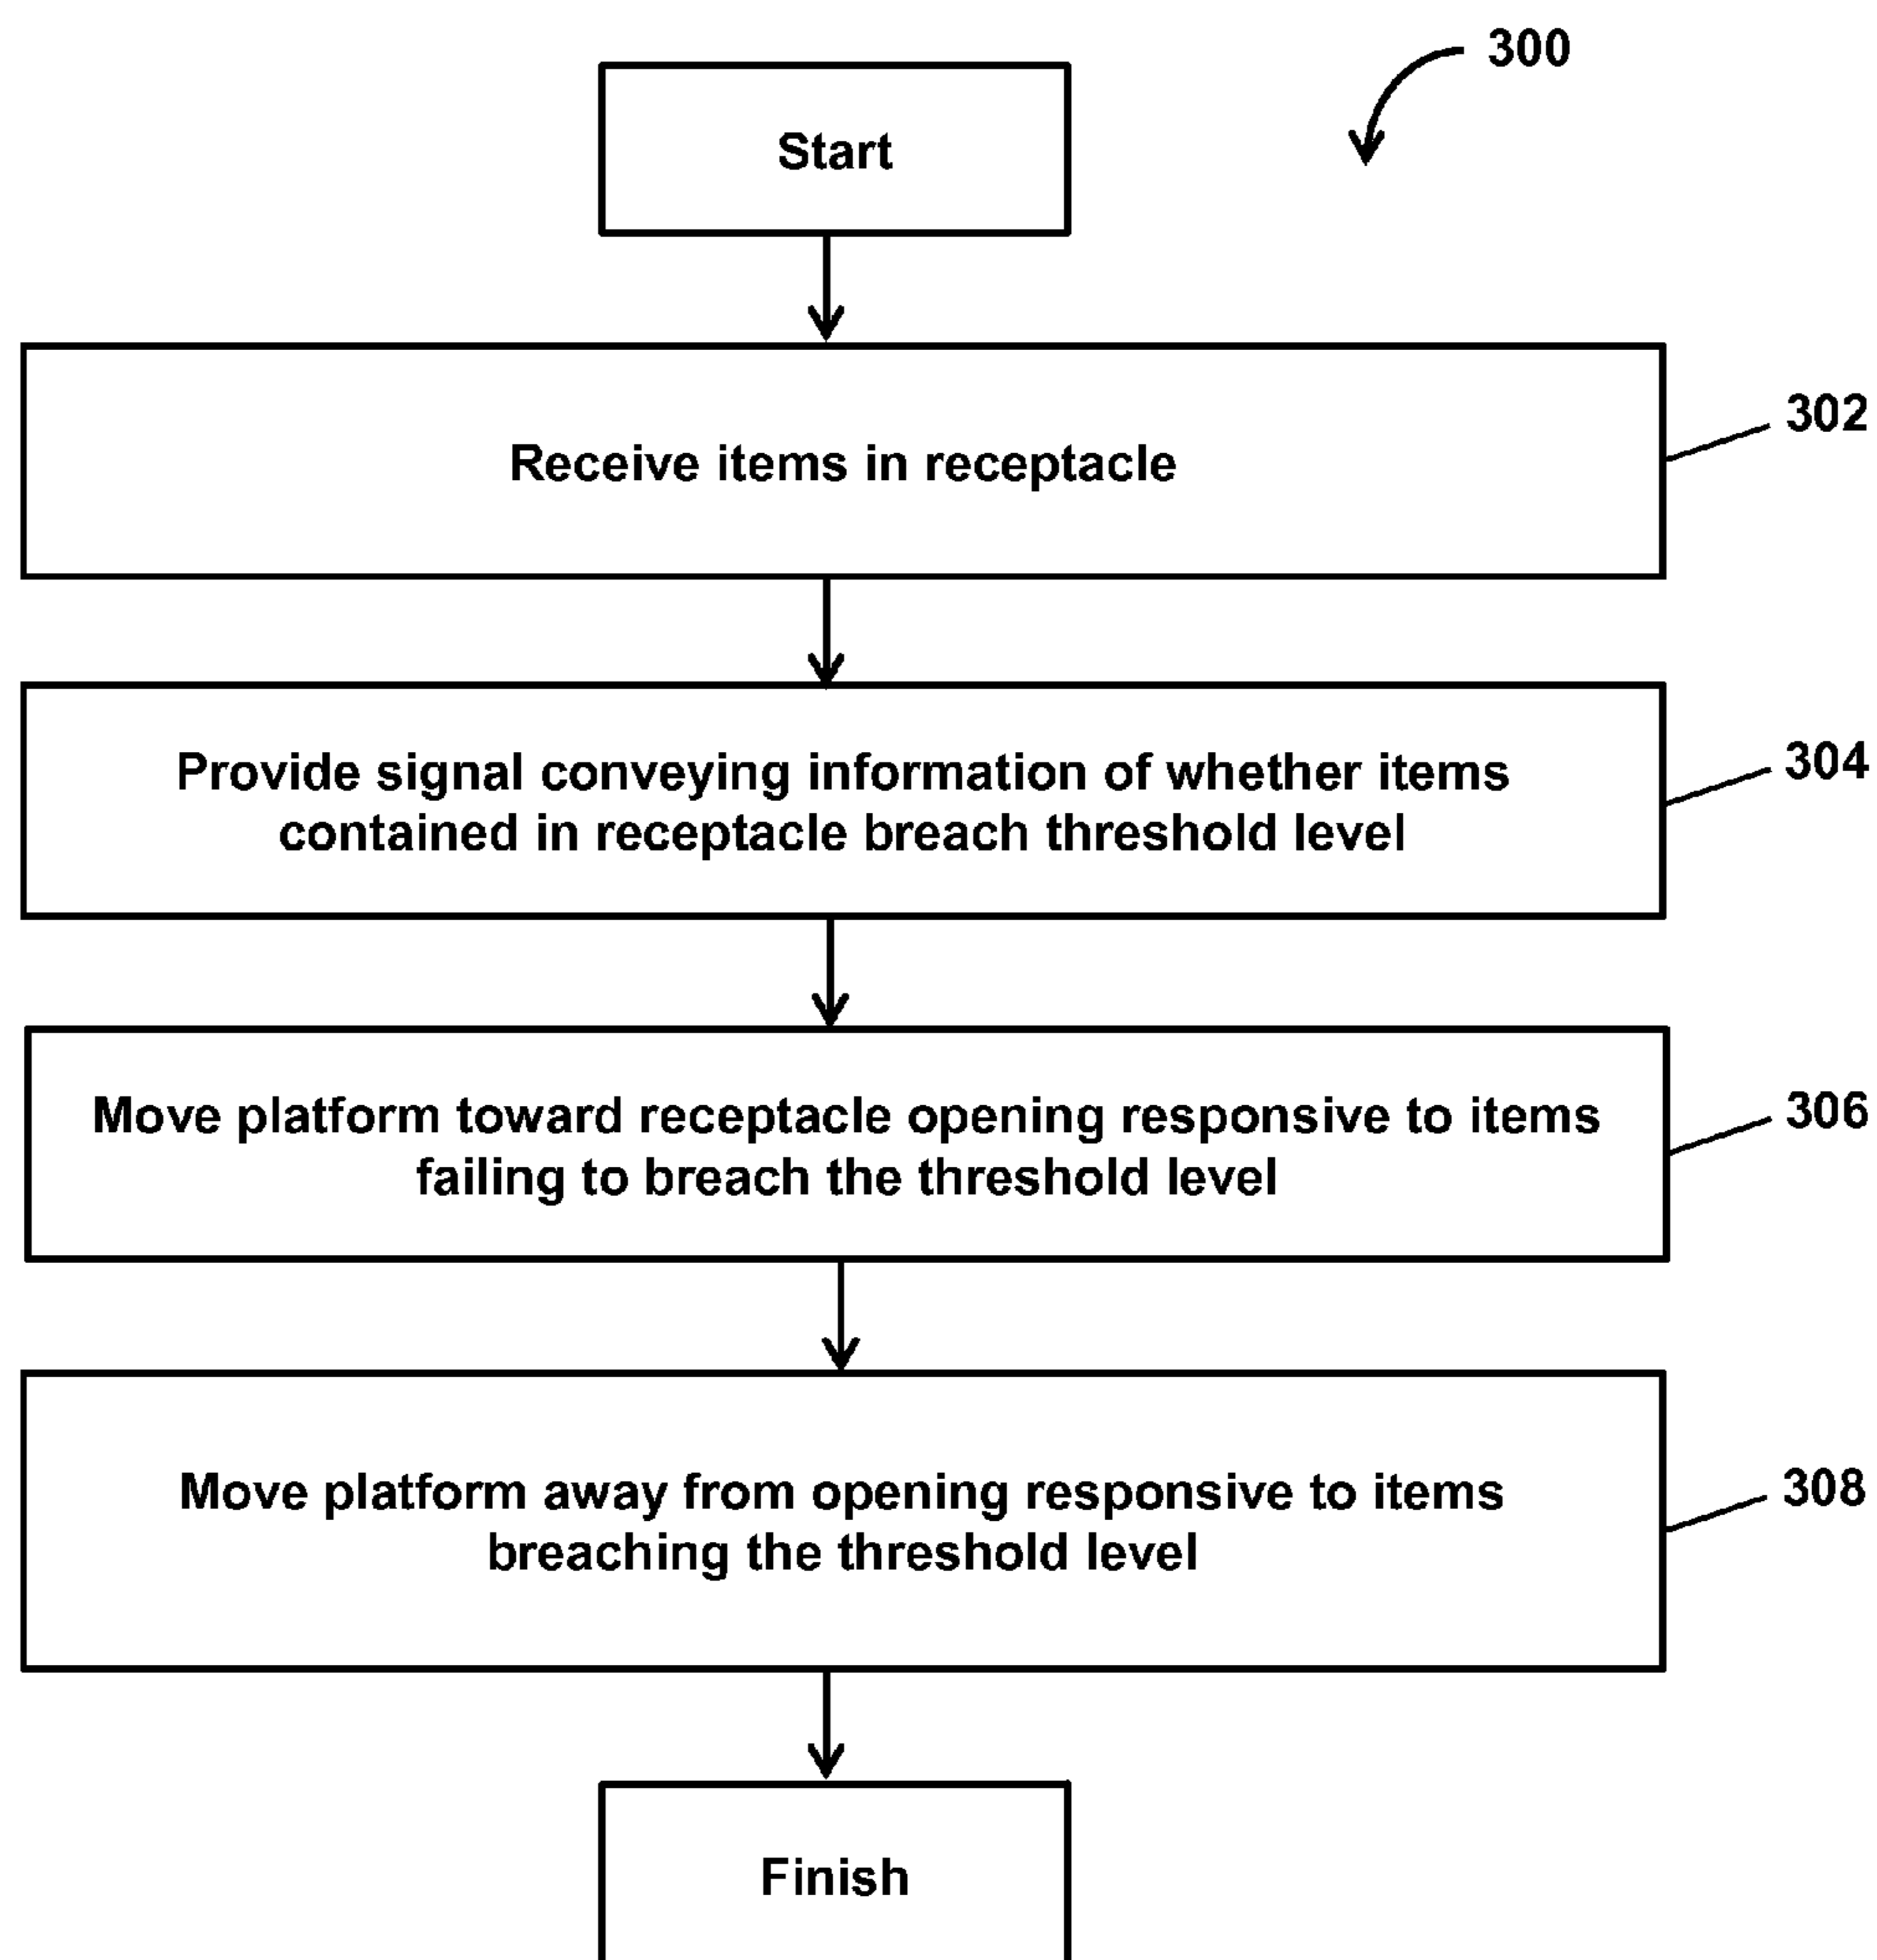 300
Start
Receive items in receptacle
302
Provide signal conveying information of whether items
contained in receptacle breach threshold level
304
Move platform toward receptacle opening responsive to items
failing to breach the threshold level
306
Move platform away from opening responsive to items
breaching the threshold level
308
Finish